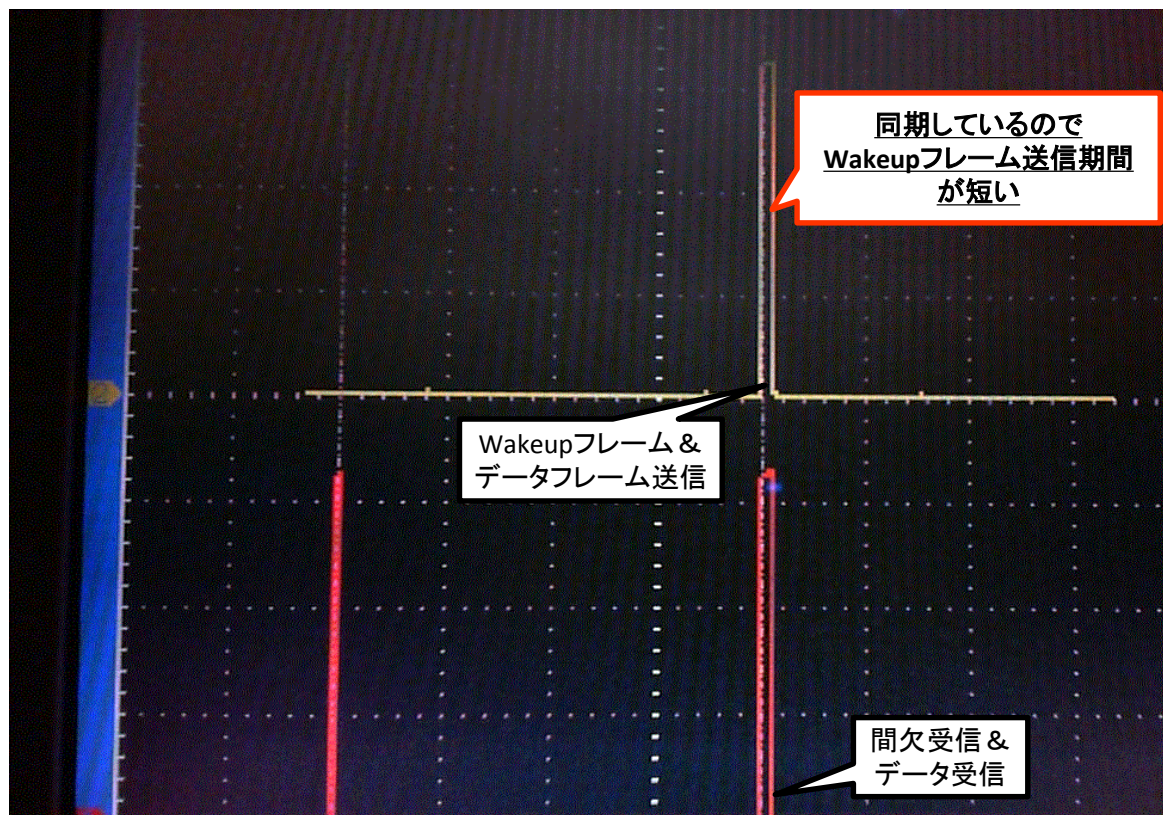 同期しているので
Wakeupフレーム送信期間
が短い
Wakeupフレーム＆
データフレーム送信
間欠受信＆
データ受信